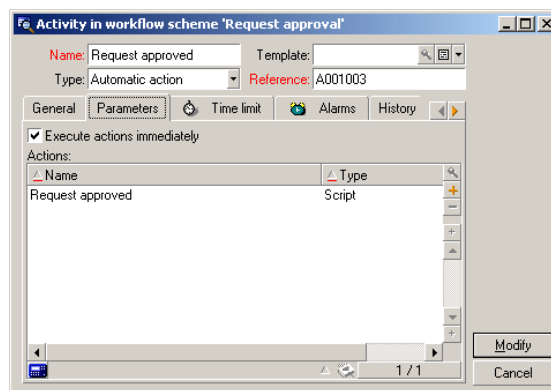 Activity in workflow scheme 'Request approval'
Name: Request approved Template:
Type: Automatic action Reference: A001003
General Parameters Time limit Alarms History
Execute actions immediately
Actions:
Name Type
Request approved Script
1 / 1
Modify
Cancel